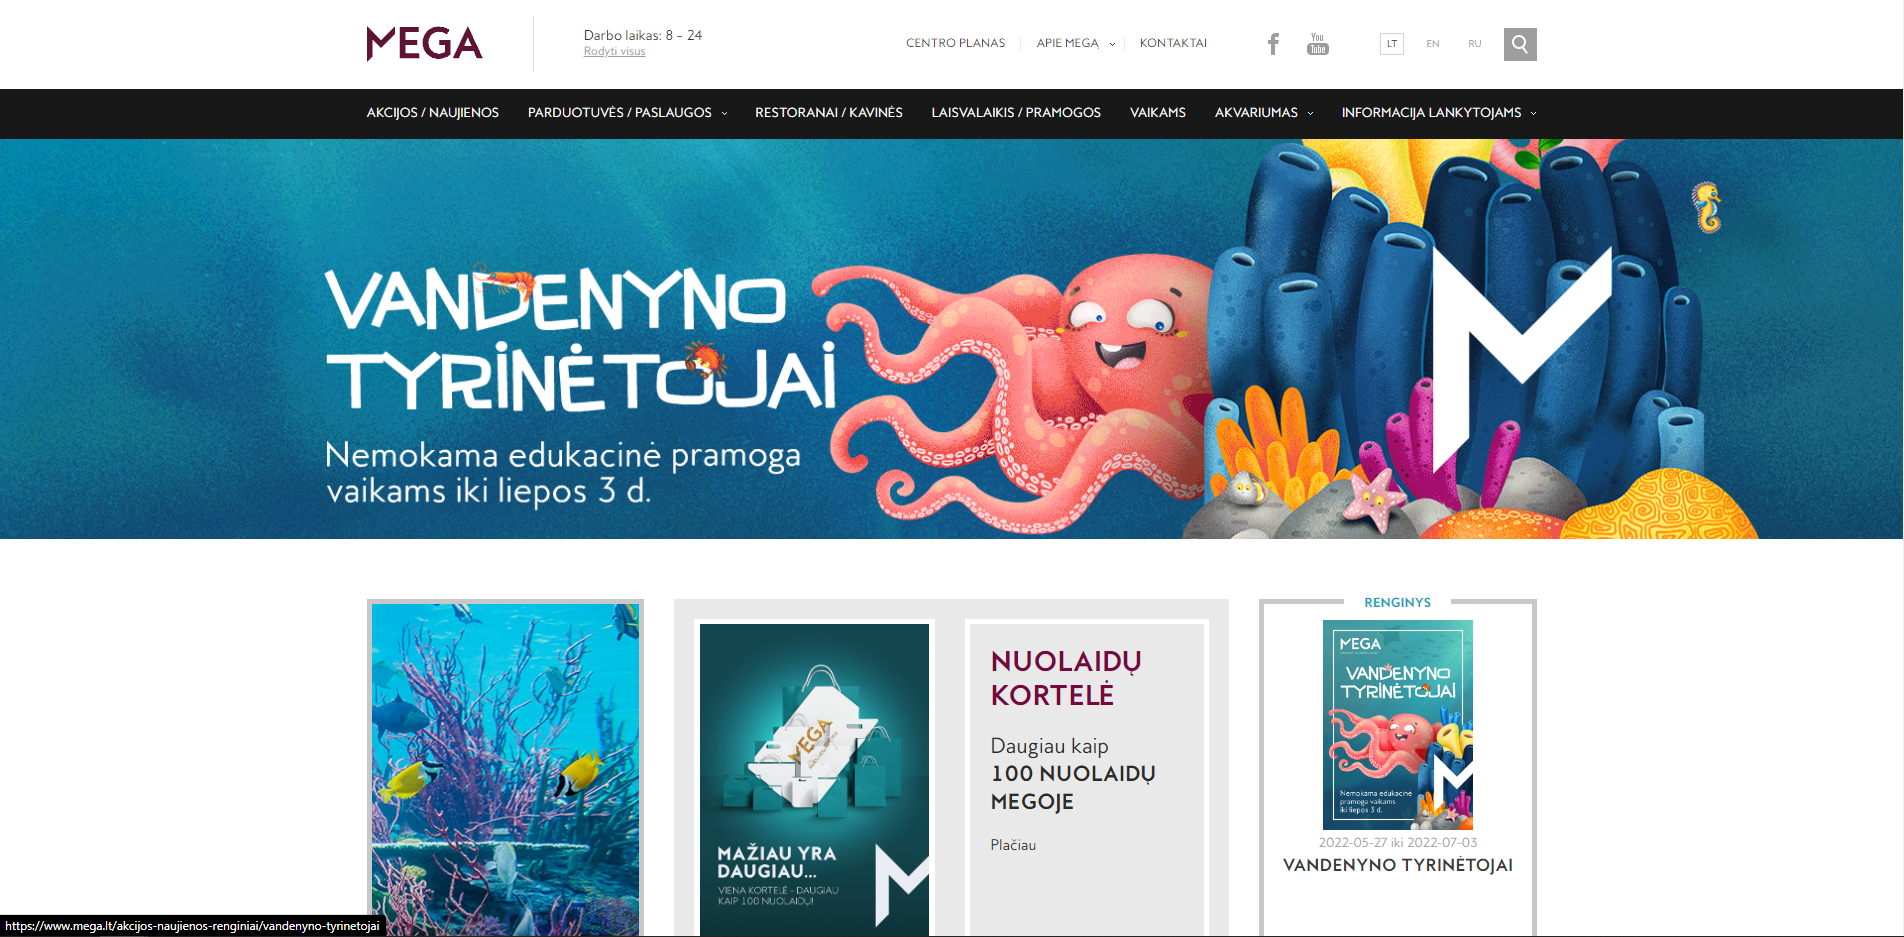 MEGA
Darbo laikas: 8 - 24
Rodyti visus
CENTRO PLANAS
APIE MEGĄ
KONTAKTAI
You
Tube
LT
EN
RU
AKCIJOS / NAUJIENOS
PARDUOTUVĖS / PASLAUGOS
RESTORANAI / KAVINĖS
LAISVALAIKIS / PRAMOGOS
VAIKAMS
AKVARIUMAS
INFORMACIJA LANKYTOJAMS
VANDENYNO
TYRINĖTOJAI
Nemokama edukacinė pramoga
vaikams iki liepos 3 d.
MEGA
MAŽIAU YRA
DAUGIAU...
VIENA KORTELĖ - DAUGIAU
KAIP 100 NUOLAIDŲ!
NUOLAIDŲ
KORTELĖ
Daugiau kaip
100 NUOLAIDŲ
MEGOJE
Plačiau
RENGINYS
MEGA
VANDENYNO
TYRINĖTOJAI
Nemokama edukacinė
pramoga vaikams
iki liepos 3 d.
2022-05-27 iki 2022-07-03
VANDENYNO TYRINĖTOJAI
https://www.mega.lt/akcijos-naujienos-renginiai/vandenyno-tyrinetojai